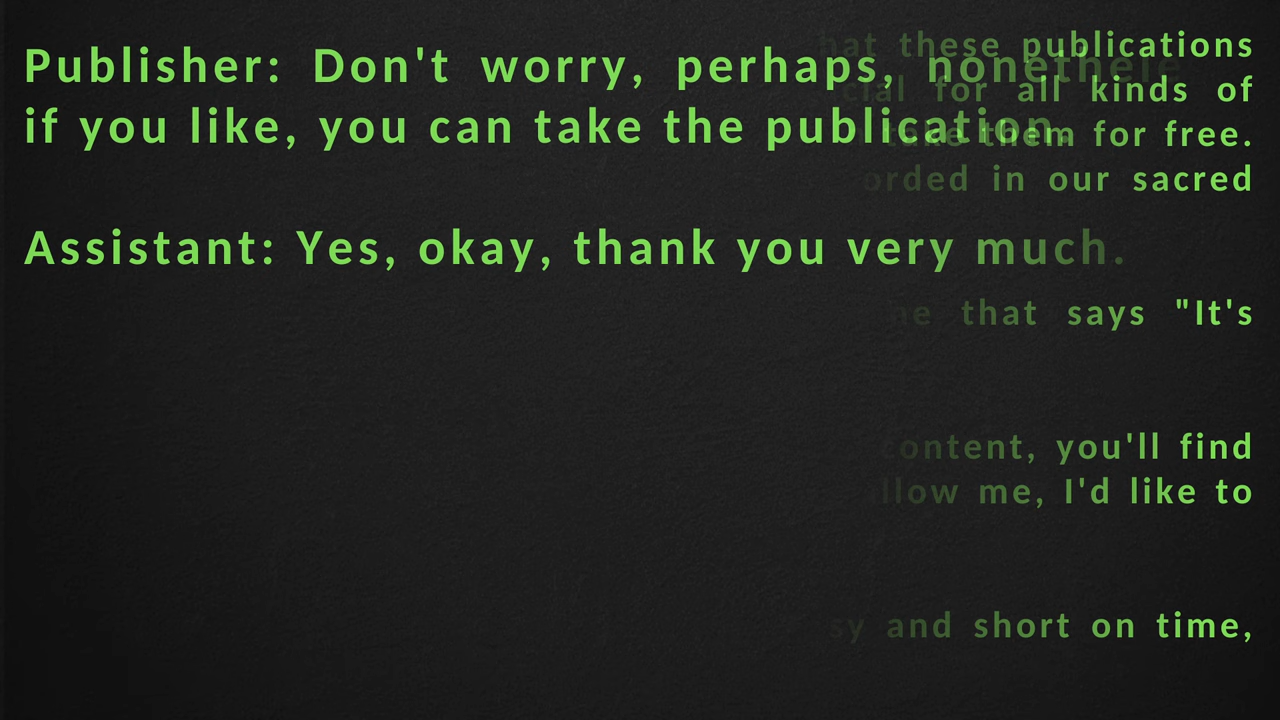 Publisher: Don't worry, perhaps,
if you like, you can take the publication.
Assistant: Yes, okay, thank you very much.
these publications
for all kinds of
take them for free.
in our sacred
that says "It's
content, you'll find
me, I'd like to
and short on time,